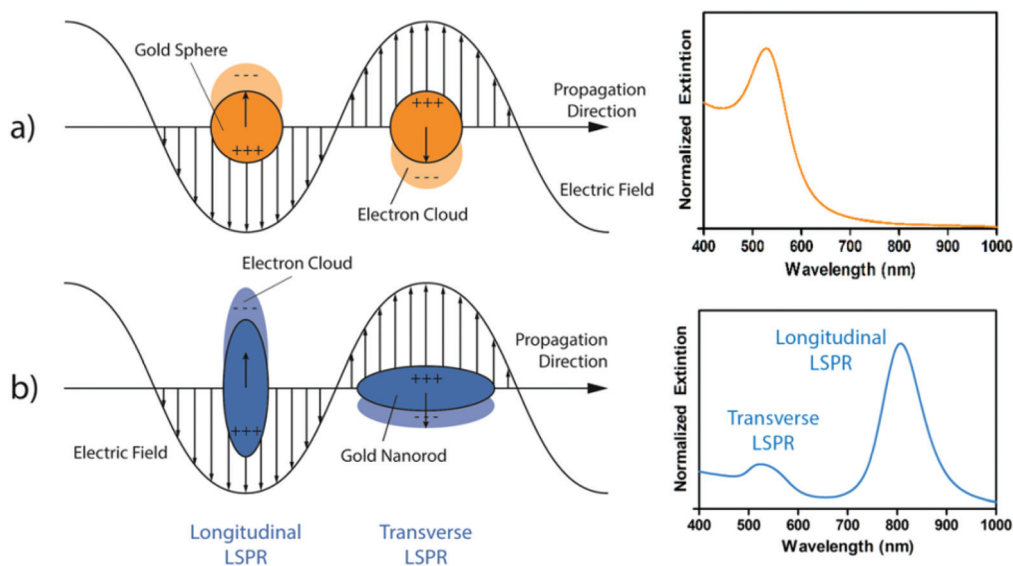 a)
Gold Sphere
- - -
+++
+++
- - -
Electron Cloud
Propagation
Direction
Electric Field
Normalized Extintion
400 500 600 700 800 900 1000
Wavelength (nm)
b)
Electron Cloud
- - -
+++
Electric Field
+++
- - -
Gold Nanorod
Propagation
Direction
Longitudinal
LSPR
Transverse
LSPR
Normalized Extintion
Longitudinal
LSPR
Transverse
LSPR
400 500 600 700 800 900 1000
Wavelength (nm)